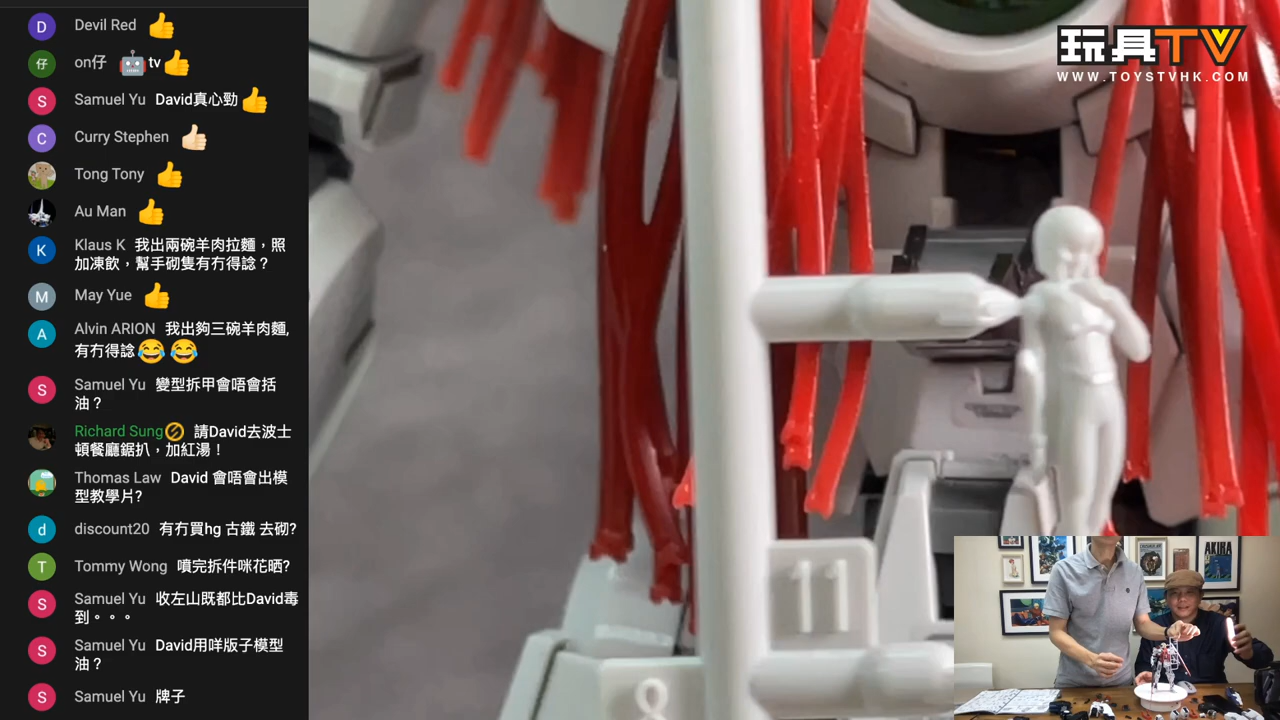 D Devil Red 👍
仔 on仔 🤖tv👍
S Samuel Yu David真心勁👍
C Curry Stephen 👍🏻
Tong Tony 👍
Au Man 👍
K Klaus K 我出兩碗羊肉拉麵，照
加凍飲，幫手砌隻有冇得諗？
M May Yue 👍
A Alvin ARION 我出夠三碗羊肉麵,
有冇得諗😂😂
S Samuel Yu 變型拆甲會唔會括
油？
Richard Sung 請David去波士
頓餐廳鋸扒，加紅湯！
Thomas Law David 會唔會出模
型教學片?
d discount20 有冇買hg 古鐵 去砌?
T Tommy Wong 噴完拆件咪花晒?
S Samuel Yu 收左山既都比David毒
到。。。
S Samuel Yu David用咩版子模型
油？
S Samuel Yu 牌子
玩具TV
WWW.TOYSTVHK.COM
11
8
AKIRA